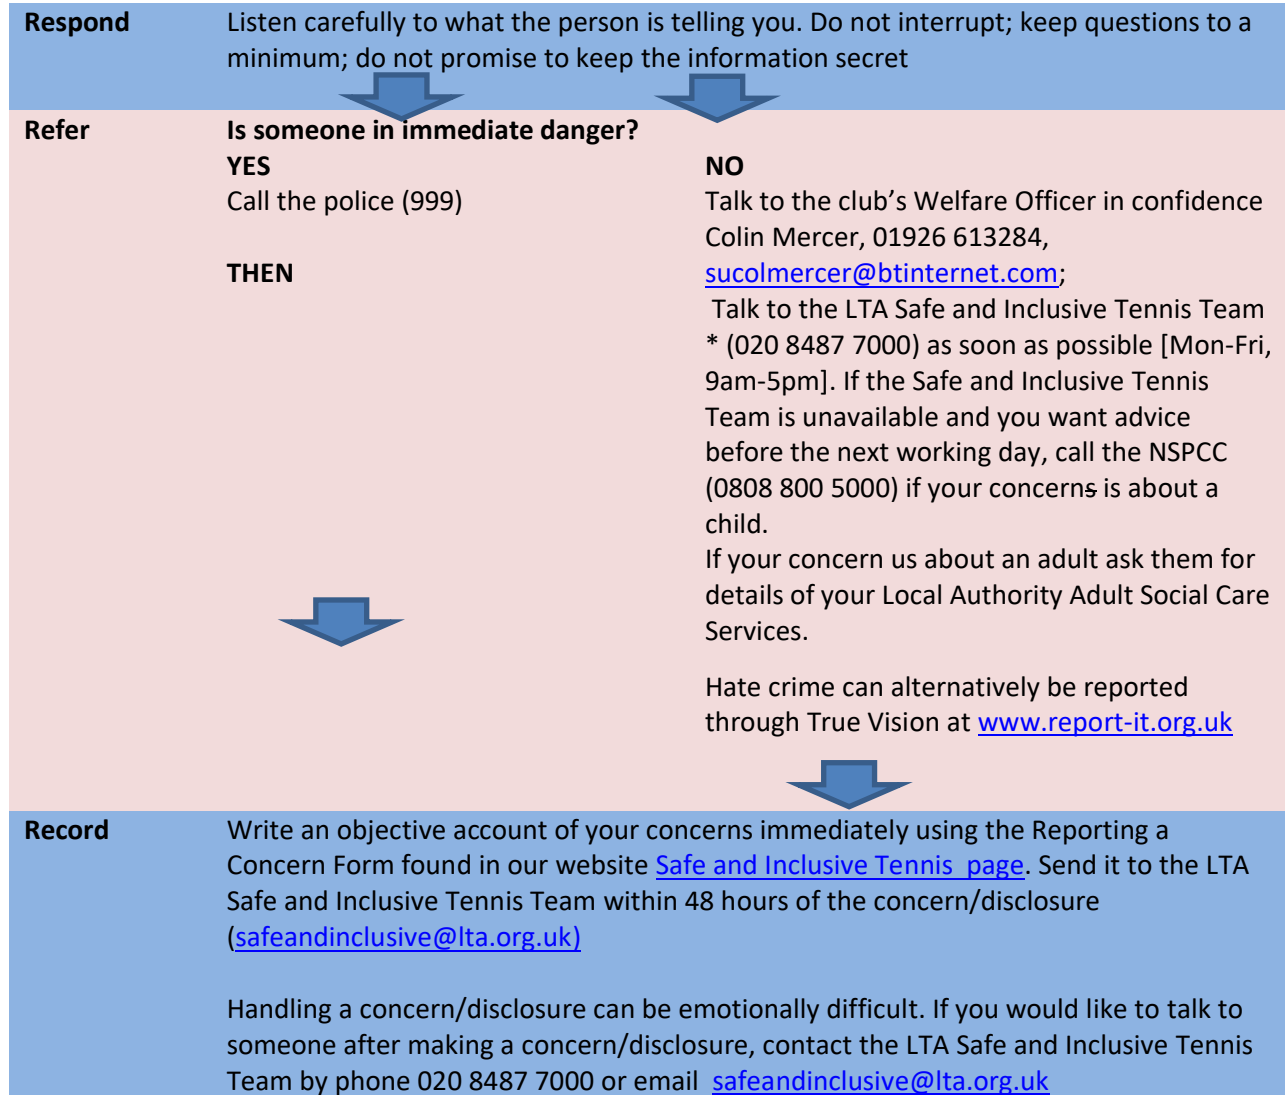 Respond
Listen carefully to what the person is telling you. Do not interrupt; keep questions to a
minimum; do not promise to keep the information secret
Refer
Is someone in immediate danger?
YES
Call the police (999)
THEN
NO
Talk to the club’s Welfare Officer in confidence
Colin Mercer, 01926 613284,
sucolmercer@btinternet.com;
Talk to the LTA Safe and Inclusive Tennis Team
* (020 8487 7000) as soon as possible [Mon-Fri,
9am-5pm]. If the Safe and Inclusive Tennis
Team is unavailable and you want advice
before the next working day, call the NSPCC
(0808 800 5000) if your concerns is about a
child.
If your concern us about an adult ask them for
details of your Local Authority Adult Social Care
Services.
Hate crime can alternatively be reported
through True Vision at www.report-it.org.uk
Record
Write an objective account of your concerns immediately using the Reporting a
Concern Form found in our website Safe and Inclusive Tennis  page. Send it to the LTA
Safe and Inclusive Tennis Team within 48 hours of the concern/disclosure
(safeandinclusive@lta.org.uk)
Handling a concern/disclosure can be emotionally difficult. If you would like to talk to
someone after making a concern/disclosure, contact the LTA Safe and Inclusive Tennis
Team by phone 020 8487 7000 or email  safeandinclusive@lta.org.uk